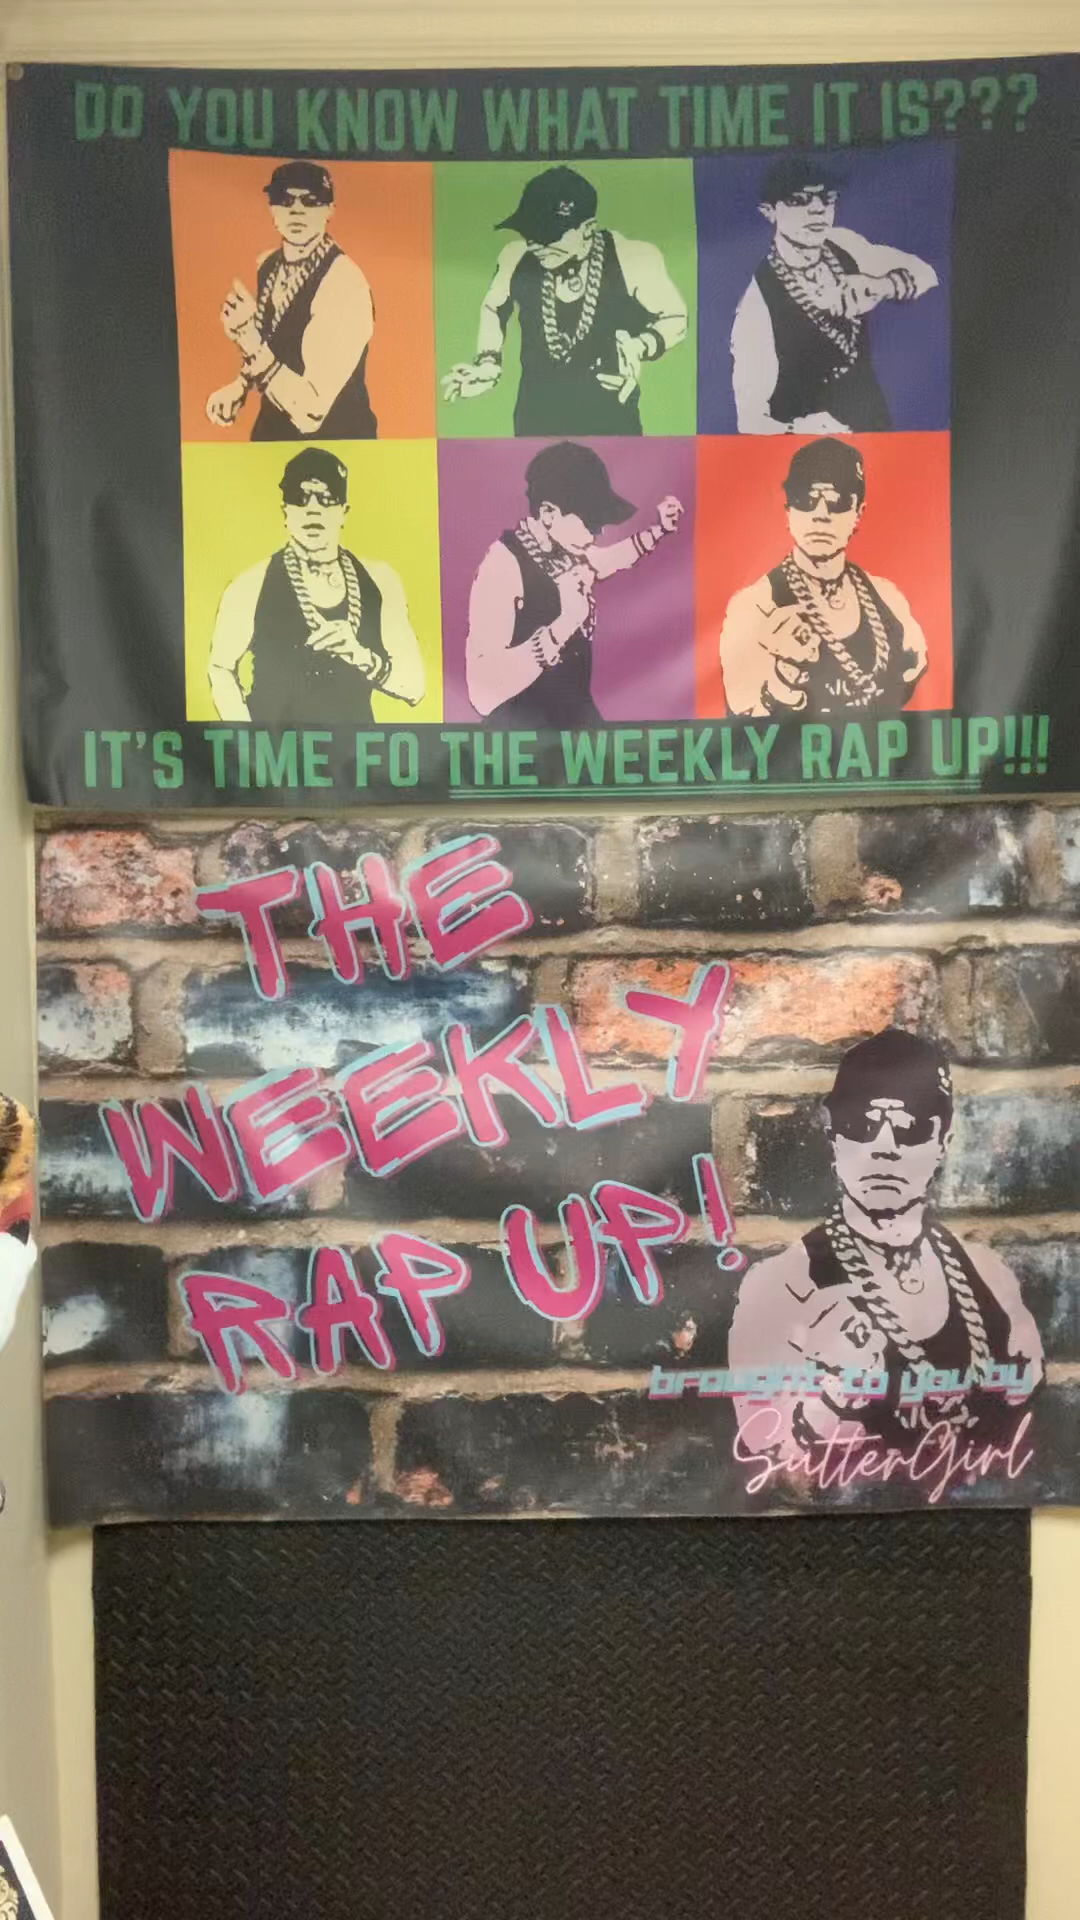 DO YOU KNOW WHAT TIME IT IS???
IT'S TIME FO THE WEEKLY RAP UP!!!
THE
WEEKLY
RAP UP!
brought to you by
SutterGirl